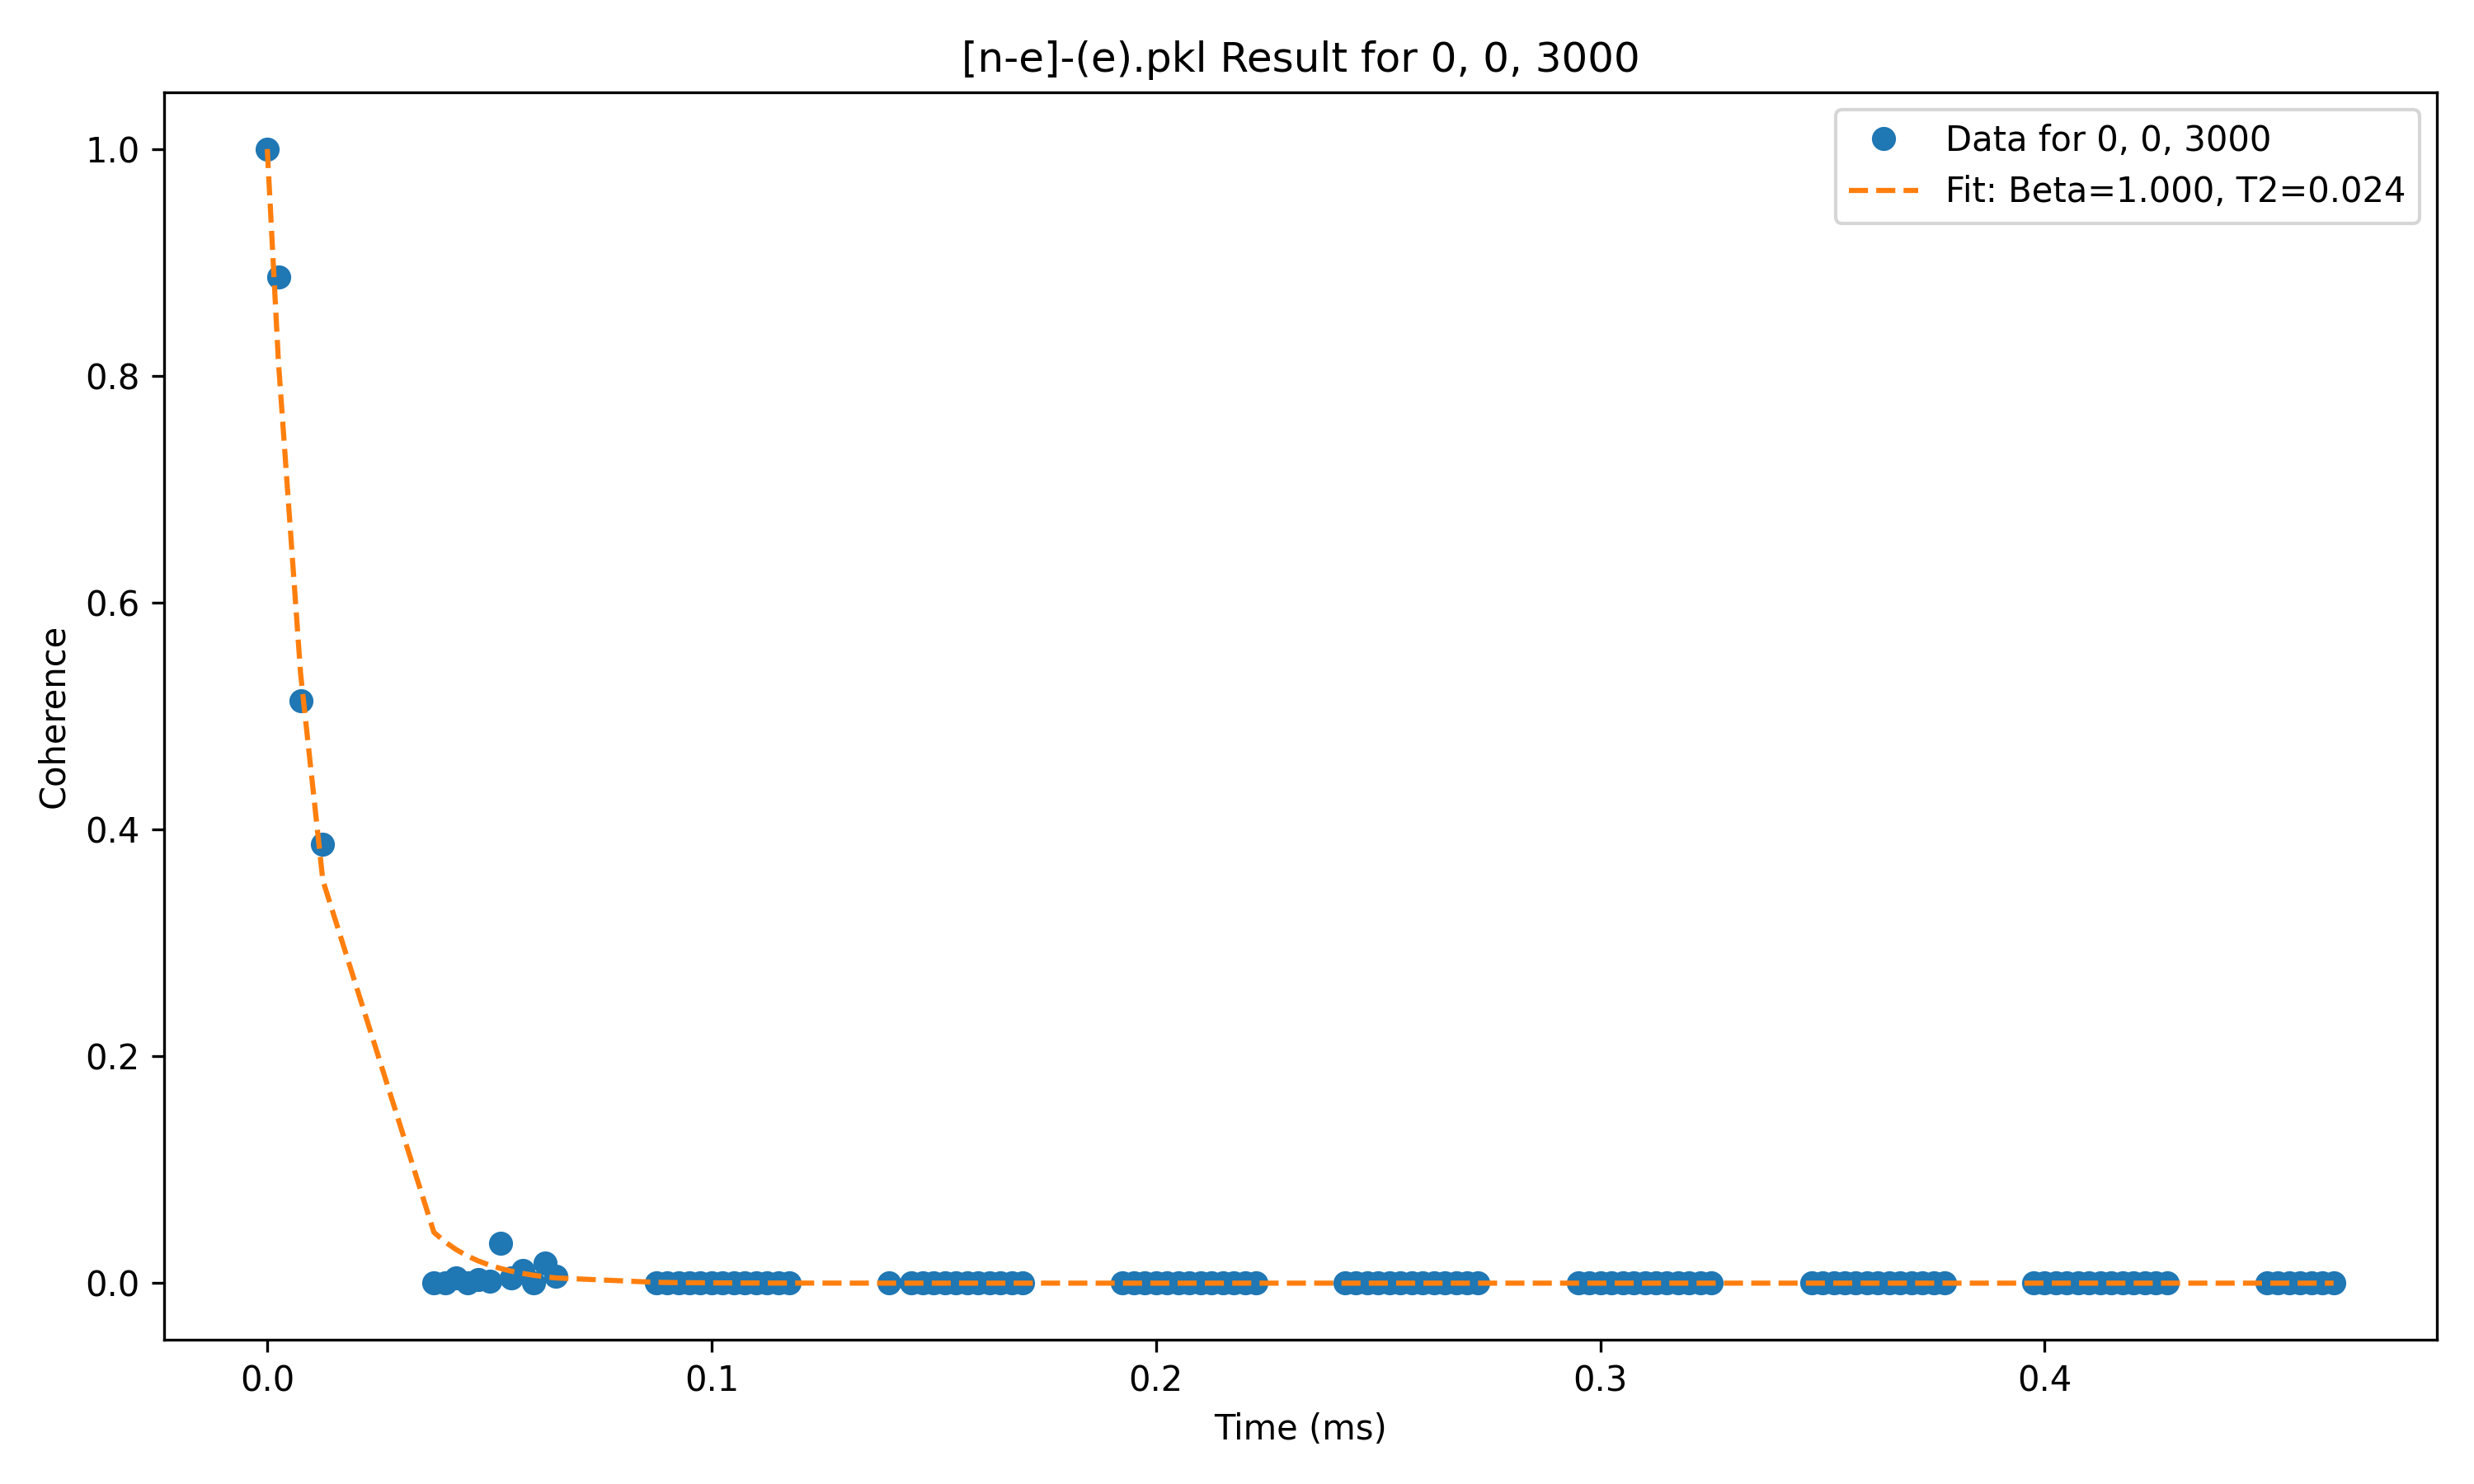 [n-e]-(e).pkl Result for 0, 0, 3000
Data for 0, 0, 3000
Fit: Beta=1.000, T2=0.024
1.0
0.8
0.6
0.4
0.2
0.0
Coherence
0.0 0.1 0.2 0.3 0.4
Time (ms)